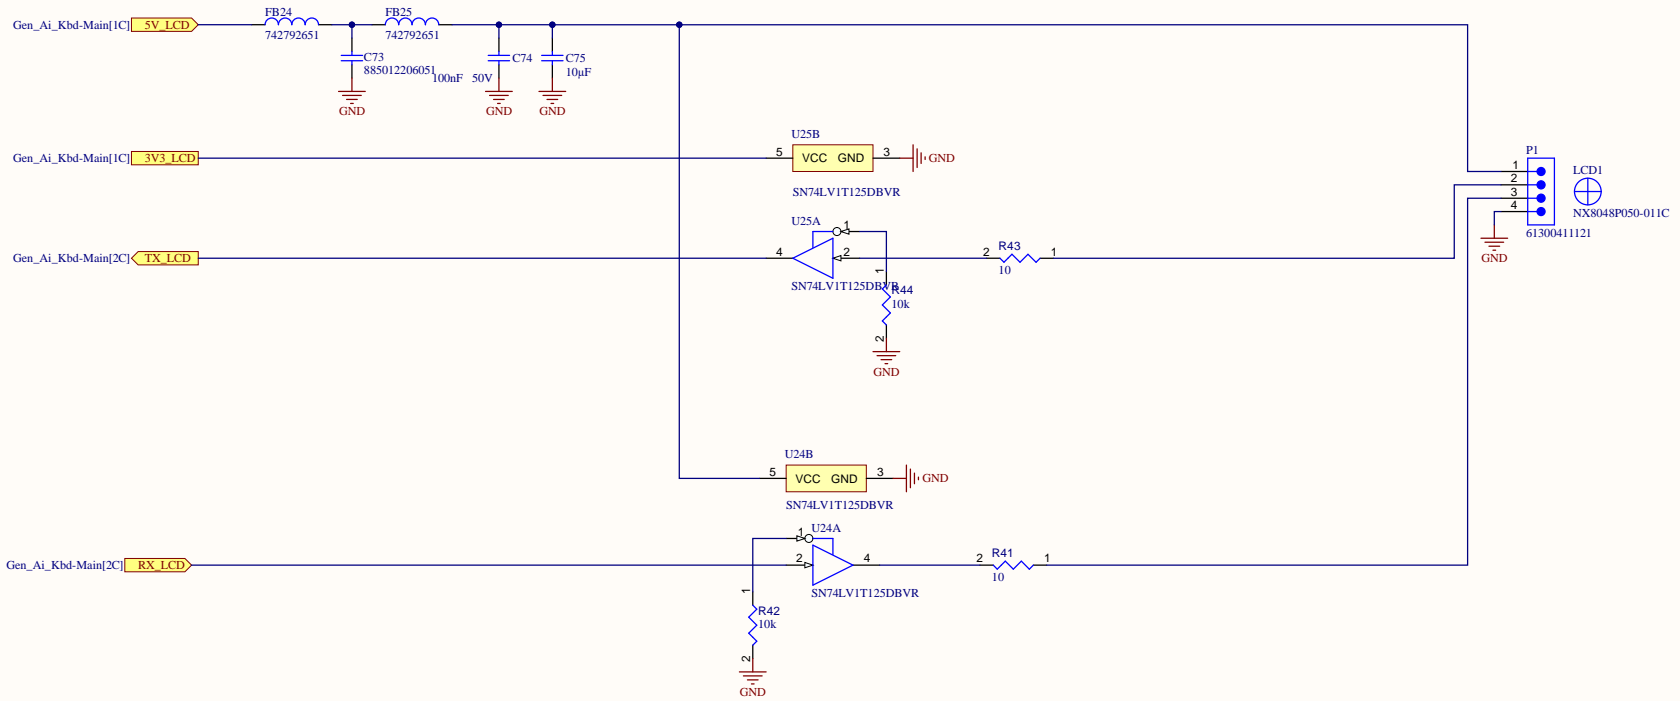 Gen_Ai_Kbd-Main[1C] 5V_LCD
FB24
742792651
FB25
742792651
C73
885012206051
100nF 50V
C74
C75
10µF
GND
GND
GND
Gen_Ai_Kbd-Main[1C] 3V3_LCD
U25B
5 VCC GND 3 GND
SN74LV1T125DBVR
P1
1
2
3
4
61300411121
GND
LCD1
NX8048P050-011C
Gen_Ai_Kbd-Main[2C] TX_LCD
U25A
1
4
2
SN74LV1T125DBVR
2 R43 1
10
1
R44
10k
2
GND
U24B
5 VCC GND 3 GND
SN74LV1T125DBVR
Gen_Ai_Kbd-Main[2C] RX_LCD
1 U24A
2 4
SN74LV1T125DBVR
2 R41 1
10
1
R42
10k
2
GND